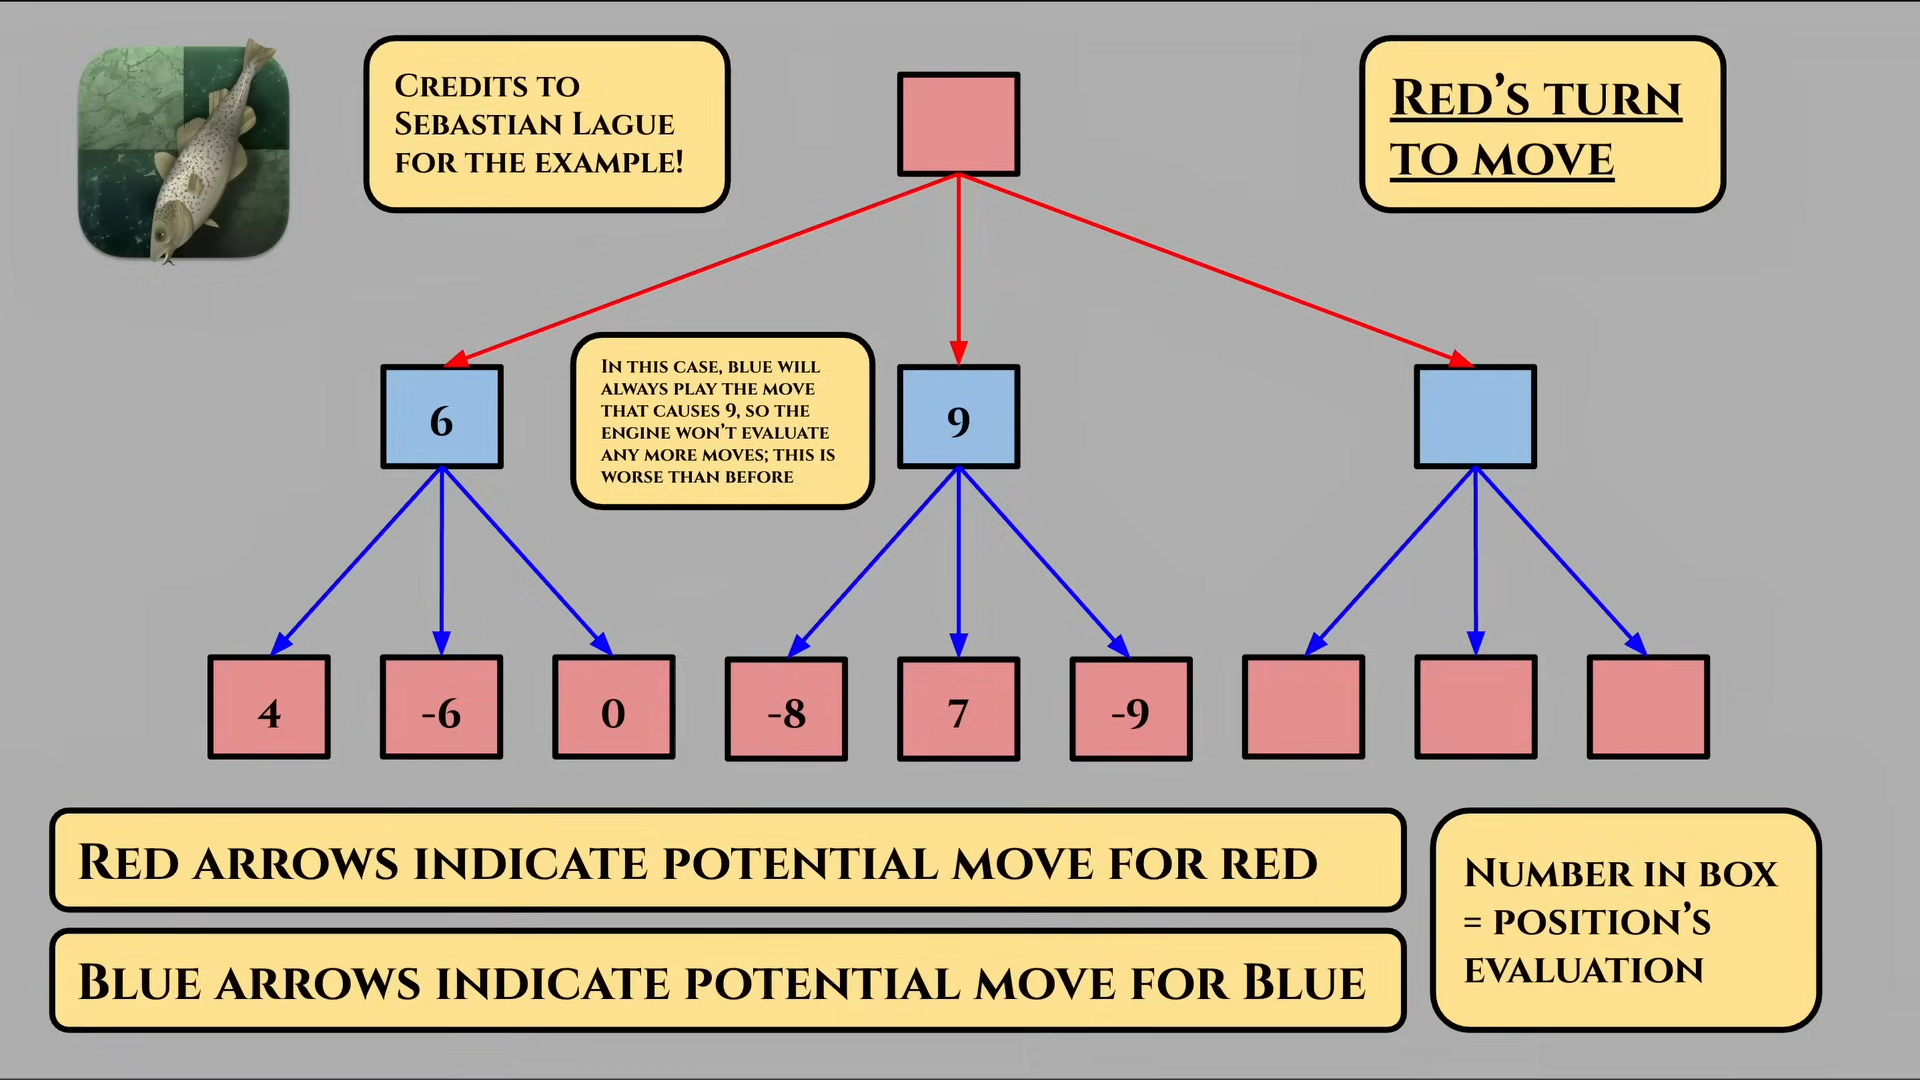 Credits to
Sebastian Lague
for the example!
Red's turn
to move
6
In this case, blue will
always play the move
that causes 9, so the
engine won't evaluate
any more moves; this is
worse than before
9
4
-6
0
-8
7
-9
Red arrows indicate potential move for red
Blue arrows indicate potential move for Blue
Number in box
= position's
evaluation